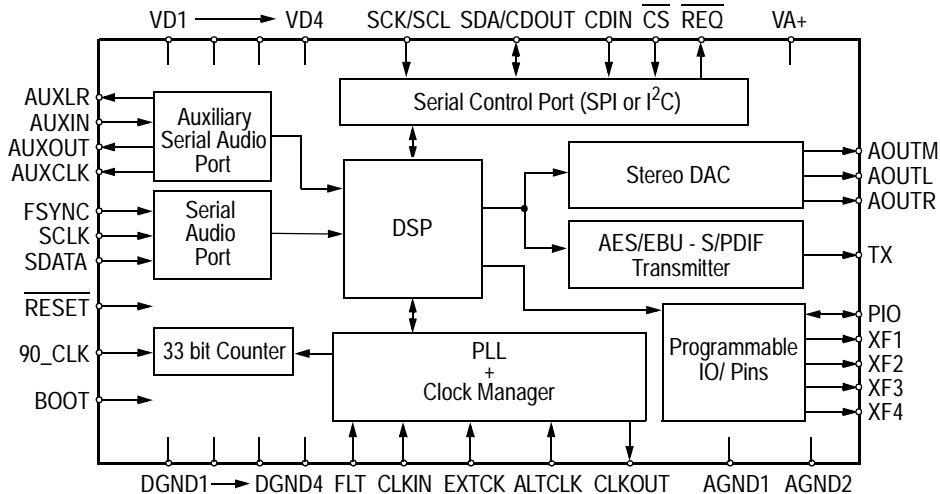 VD1 VD4 SCK/SCL SDA/CDOUT CDIN CS REQ VA+
Serial Control Port (SPI or I²C)
AUXLR
AUXIN
AUXOUT
AUXCLK
Auxiliary
Serial Audio
Port
FSYNC
SCLK
SDATA
Serial
Audio
Port
DSP
Stereo DAC
AOUTM
AOUTL
AOUTR
AES/EBU - S/PDIF
Transmitter
TX
RESET
90_CLK
BOOT
33 bit Counter
PLL
+
Clock Manager
Programmable
IO/ Pins
PIO
XF1
XF2
XF3
XF4
DGND1 DGND4 FLT CLKIN EXTCK ALTCLK CLKOUT AGND1 AGND2